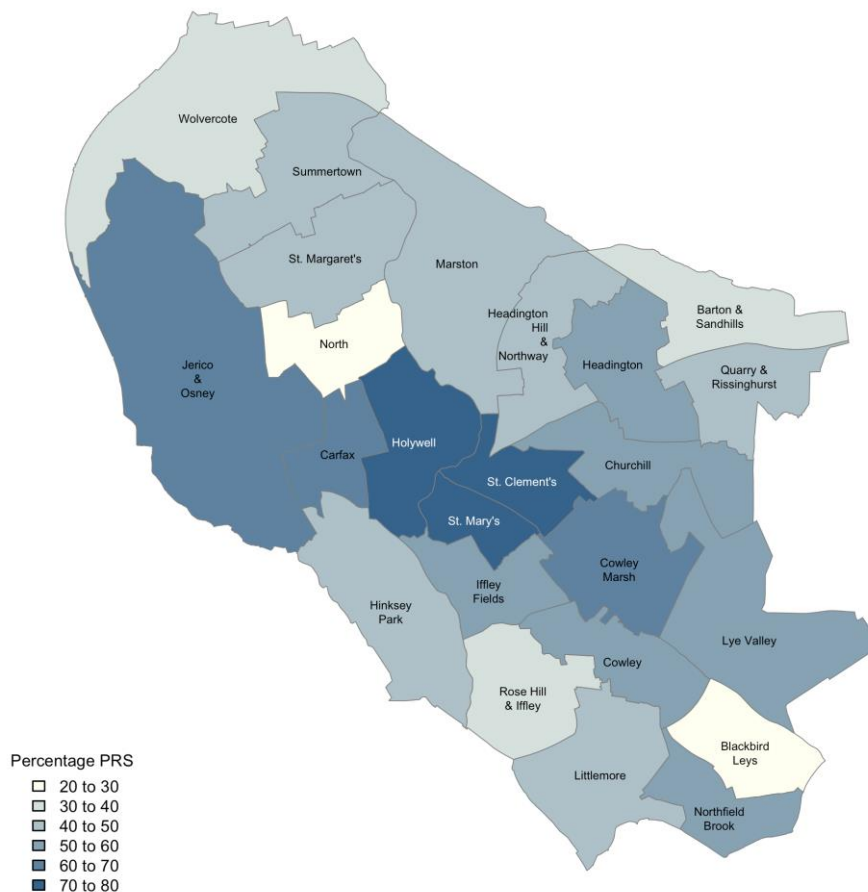 Wolvercote
Summertown
St. Margaret's
Marston
Headington
Hill
&
Northway
Barton &
Sandhills
North
Headington
Quarry &
Rissinghurst
Jerico
&
Osney
Holywell
Carfax
Churchill
St. Clement's
St. Mary's
Cowley
Marsh
Iffley
Fields
Hinksey
Park
Lye Valley
Cowley
Rose Hill
& Iffley
Blackbird
Leys
Littlemore
Northfield
Brook
Percentage PRS
20 to 30
30 to 40
40 to 50
50 to 60
60 to 70
70 to 80